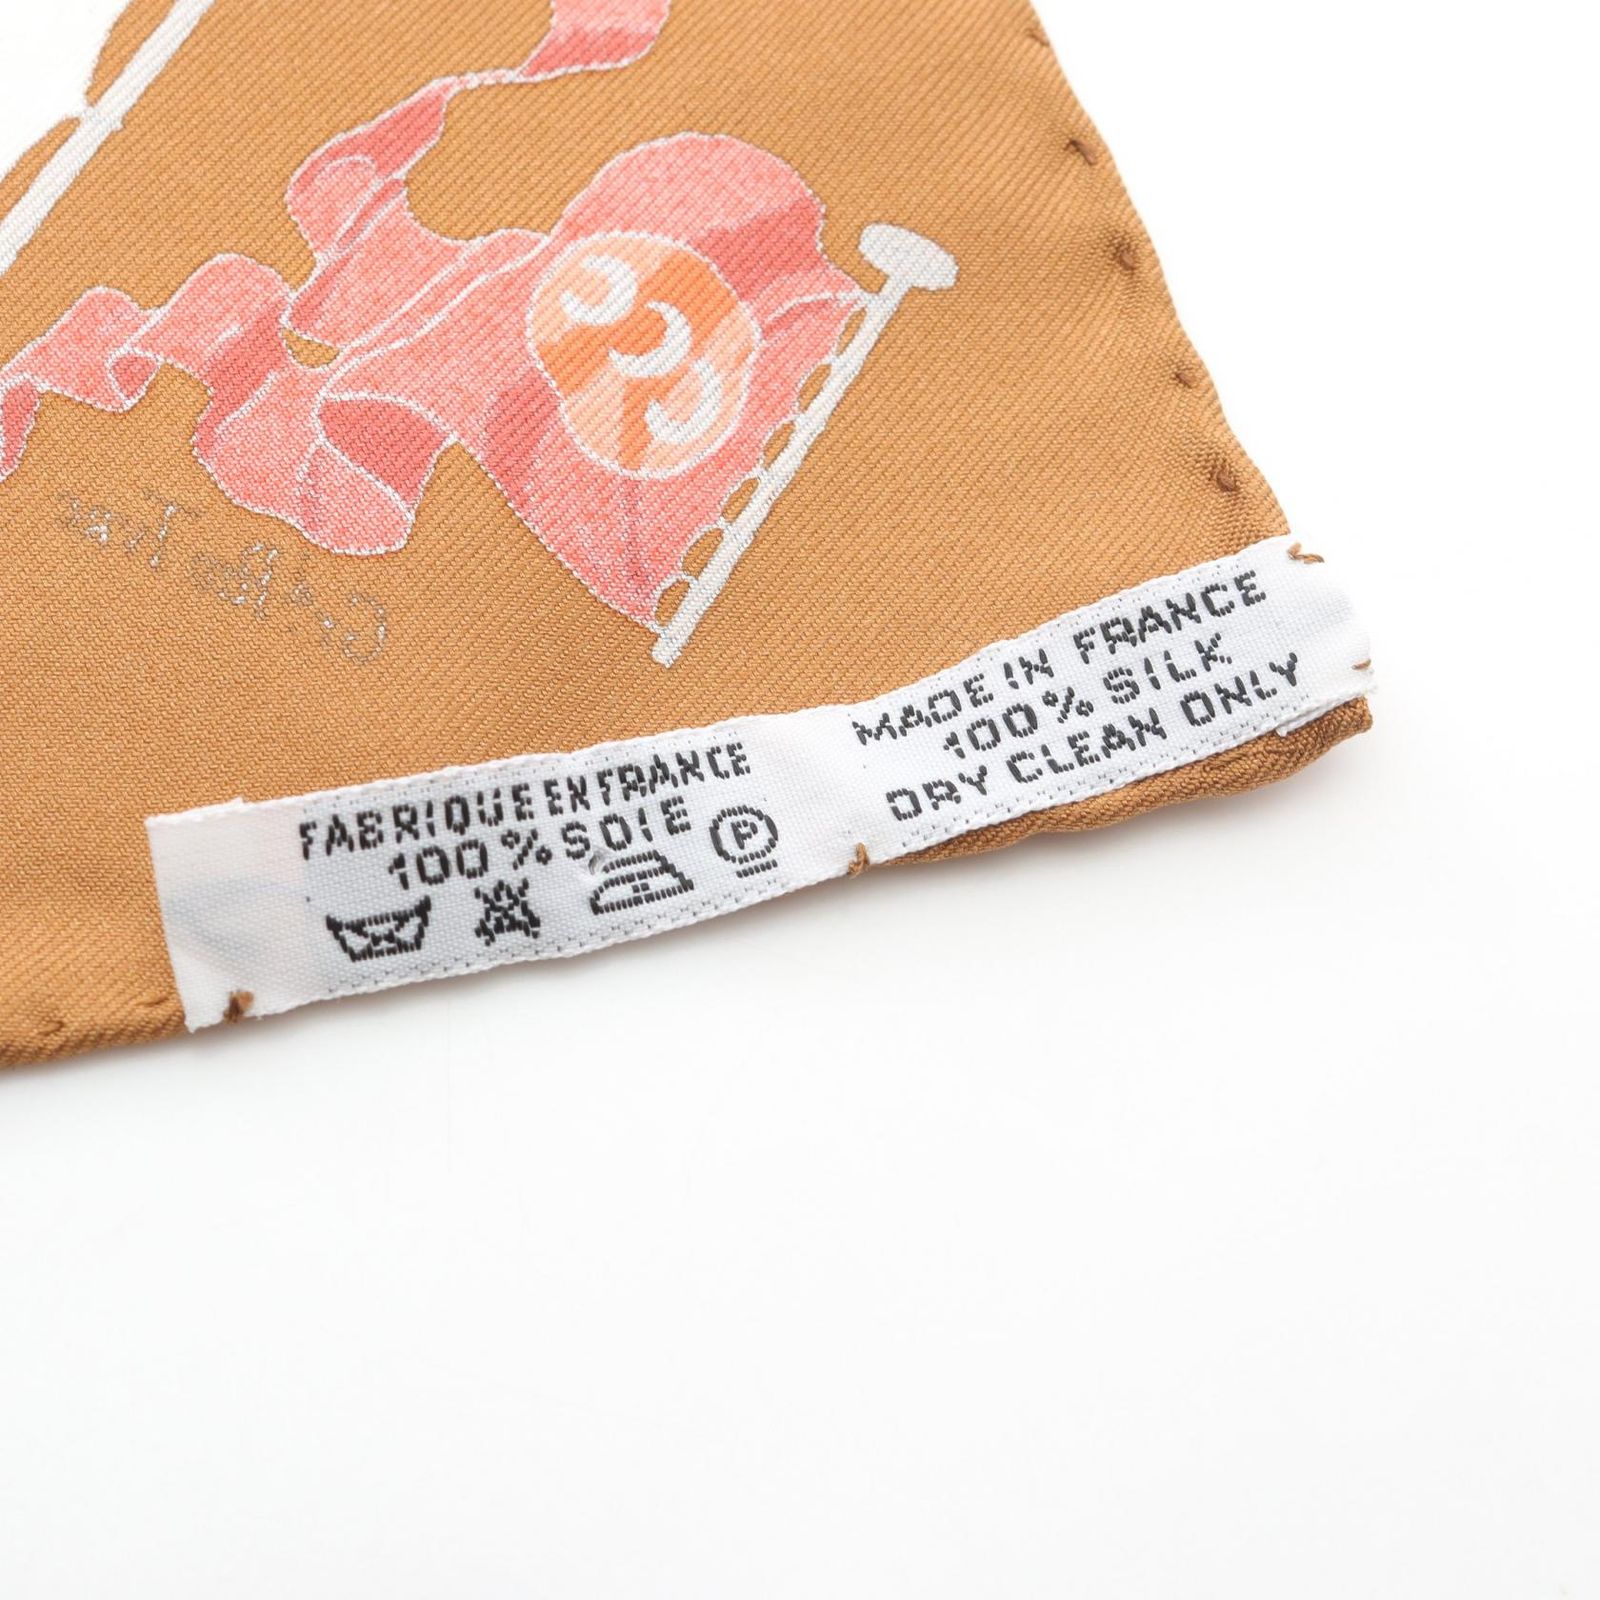 FABRIQUE EN FRANCE
100 % SOIE
P
MADE IN FRANCE
100% SILK
DRY CLEAN ONLY